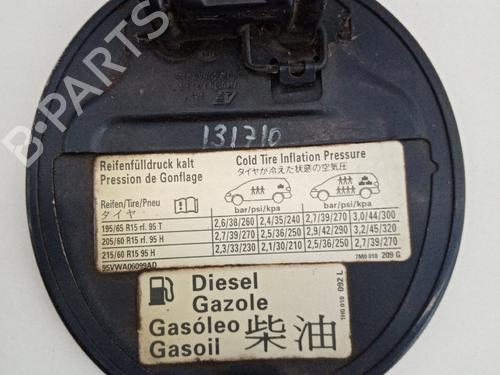 B-PARTS
131710
Reifenfülldruck kalt
Pression de Gonflage
Cold Tire Inflation Pressure
タイヤが冷えた状態の空気圧
Reifen/Tire/Pneu
タイヤ
bar/psi/kpa bar/psi/kpa
195/65 R15 rf. 95 T 2,6/38/260 2,4/35/240 2,7/39/270 3,0/44/300
205/60 R15 rf. 95 H 2,7/39/270 2,5/36/250 2,9/42/290 3,2/45/320
215/60 R15 95 H 2,3/33/230 2,1/30/210 2,5/36/250 2,7/39/270
95VWA06099AD 7M0 010 209 G
Diesel
Gazole
Gasóleo
Gasoil
柴油
1H0 010 092 L